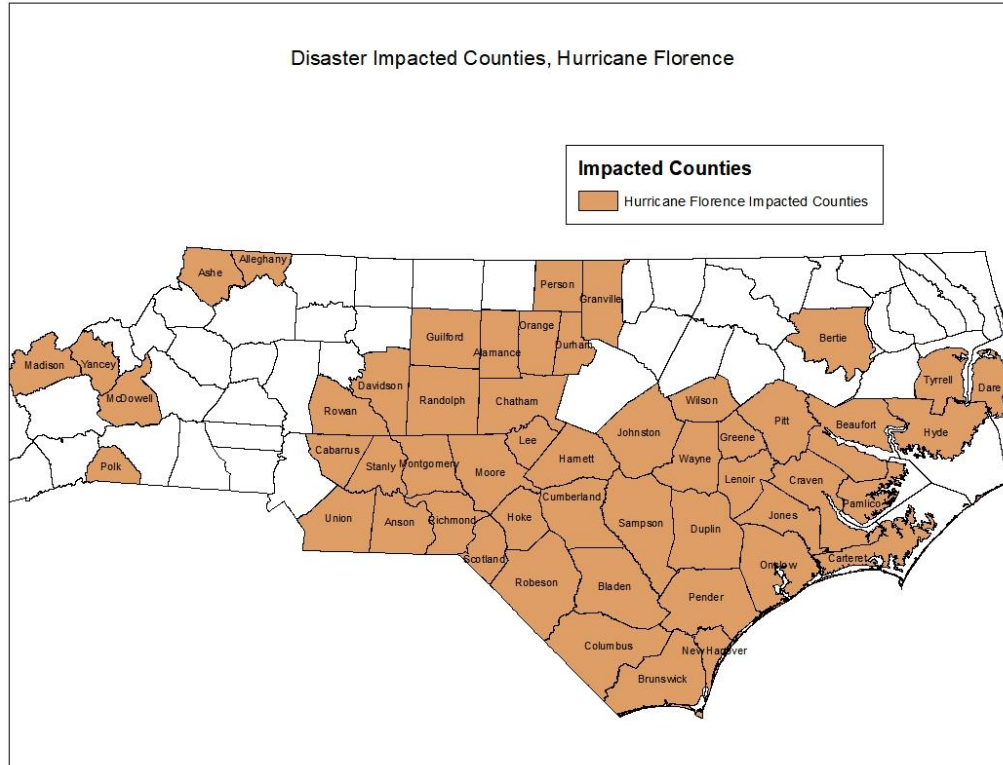 Disaster Impacted Counties, Hurricane Florence
Impacted Counties
Hurricane Florence Impacted Counties
Alleghany
Ashe
Person
Granville
Orange
Guilford
Alamance
Durham
Bertie
Madison
Yancey
McDowell
Davidson
Randolph
Chatham
Tyrrell
Dare
Rowan
Wilson
Pitt
Beaufort
Hyde
Lee
Johnston
Greene
Cabarrus
Stanly
Montgomery
Moore
Harnett
Wayne
Polk
Lenoir
Craven
Cumberland
Pamlico
Union
Anson
Richmond
Hoke
Sampson
Duplin
Jones
Scotland
Carteret
Onslow
Robeson
Bladen
Pender
Columbus
New Hanover
Brunswick